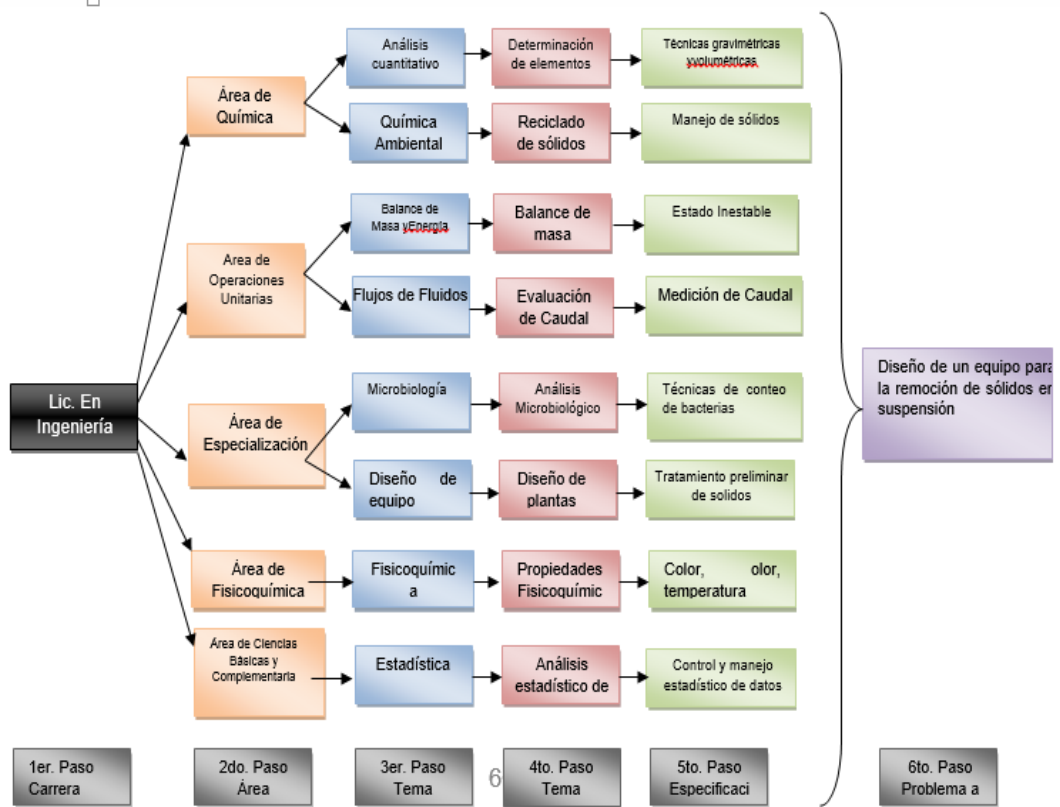 Análisis
cuantitativo
Determinación
de elementos
Técnicas gravimétricas
yvolumétricas
Área de
Química
Química
Ambiental
Reciclado
de sólidos
Manejo de sólidos
Balance de
Masa yEnergía
Balance de
masa
Estado Inestable
Area de
Operaciones
Unitarias
Flujos de Fluidos
Evaluación
de Caudal
Medición de Caudal
Lic. En
Ingeniería
Microbiología
Análisis
Microbiológico
Técnicas de conteo
de bacterias
Área de
Especialización
Diseño de
equipo
Diseño de
plantas
Tratamiento preliminar
de solidos
Diseño de un equipo para
la remoción de sólidos en
suspensión
Área de
Fisicoquímica
Fisicoquímic
a
Propiedades
Fisicoquímic
Color, olor,
temperatura
Área de Ciencias
Básicas y
Complementaria
Estadística
Análisis
estadístico de
Control y manejo
estadístico de datos
1er. Paso
Carrera
2do. Paso
Área
3er. Paso
Tema
6
4to. Paso
Tema
5to. Paso
Especificaci
6to. Paso
Problema a